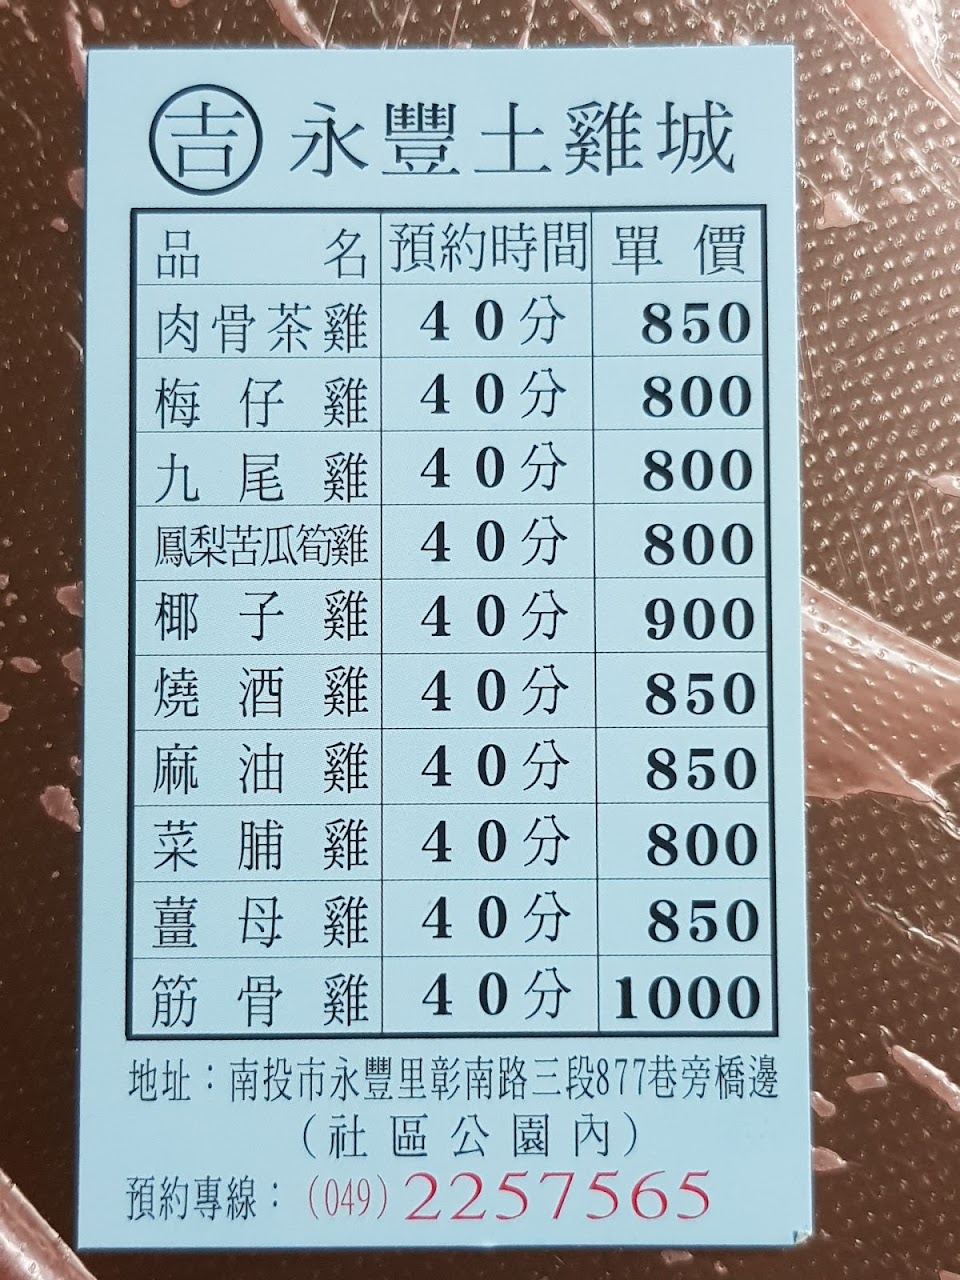 吉 永豐土雞城
品名 預約時間 單價
肉骨茶雞 40分 850
梅仔雞 40分 800
九尾雞 40分 800
鳳梨苦瓜筍雞 40分 800
椰子雞 40分 900
燒酒雞 40分 850
麻油雞 40分 850
菜脯雞 40分 800
薑母雞 40分 850
筋骨雞 40分 1000
地址：南投市永豐里彰南路三段877巷旁橋邊
（社區公園內）
預約專線：（049）2257565